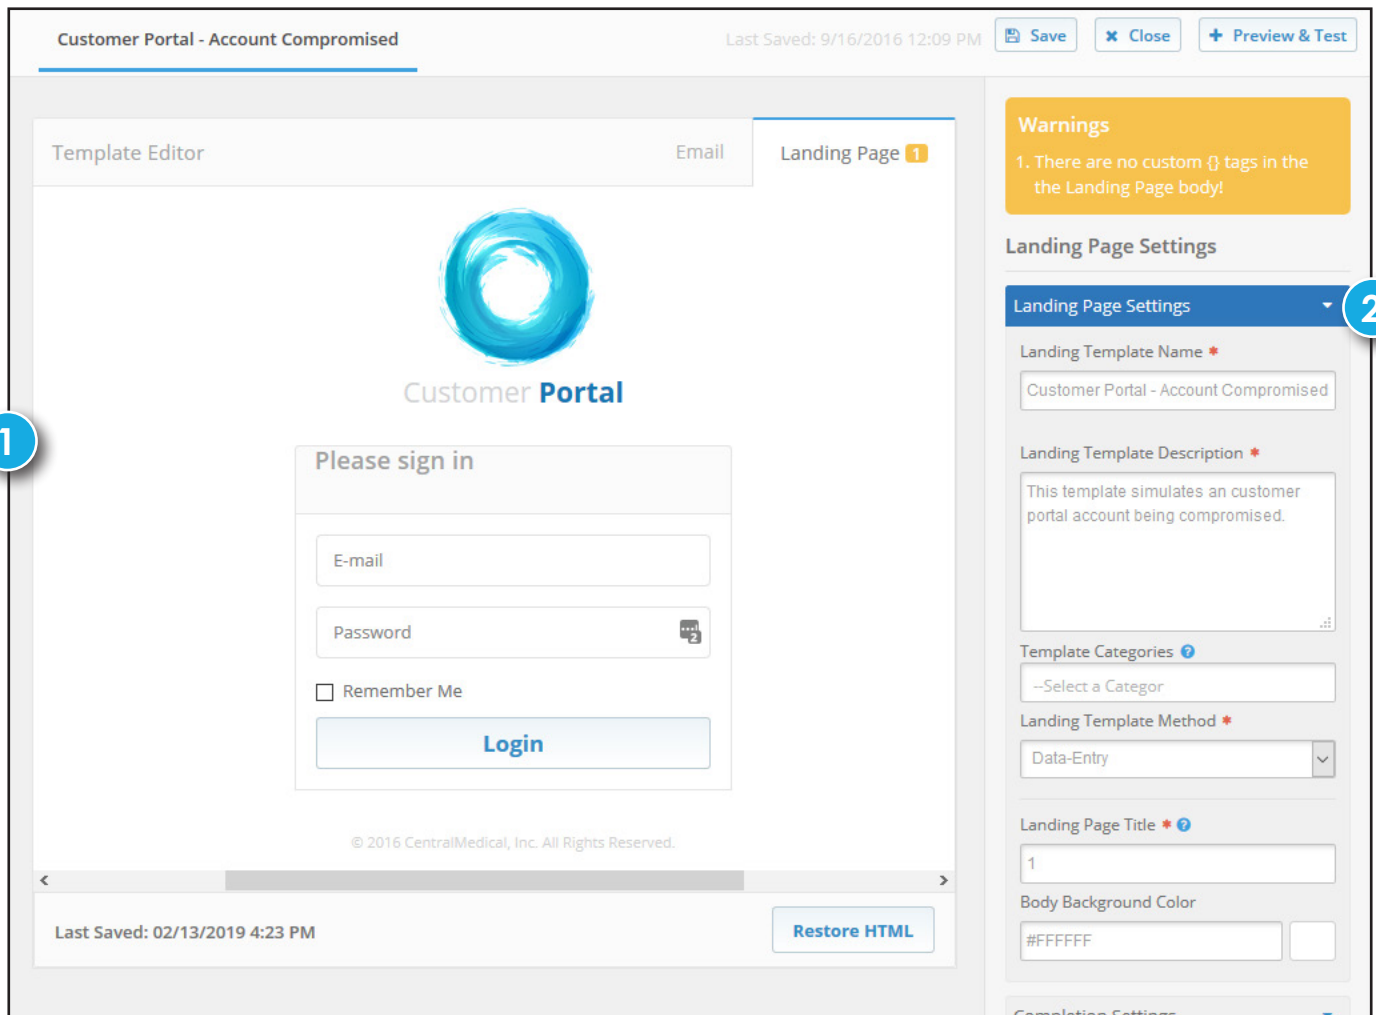 Customer Portal - Account Compromised
Last Saved: 9/16/2016 12:09 PM
Save
Close
Preview & Test
Template Editor
Email
Landing Page 1
Customer Portal
Please sign in
E-mail
Password
2
Remember Me
Login
© 2016 CentralMedical, Inc. All Rights Reserved.
Last Saved: 02/13/2019 4:23 PM
Restore HTML
1
Warnings
1. There are no custom {} tags in the
the Landing Page body!
Landing Page Settings
Landing Page Settings
2
Landing Template Name *
Customer Portal - Account Compromised
Landing Template Description *
This template simulates an customer
portal account being compromised.
Template Categories ?
--Select a Categor
Landing Template Method *
Data-Entry
Landing Page Title * ?
1
Body Background Color
#FFFFFF
Completion Settings